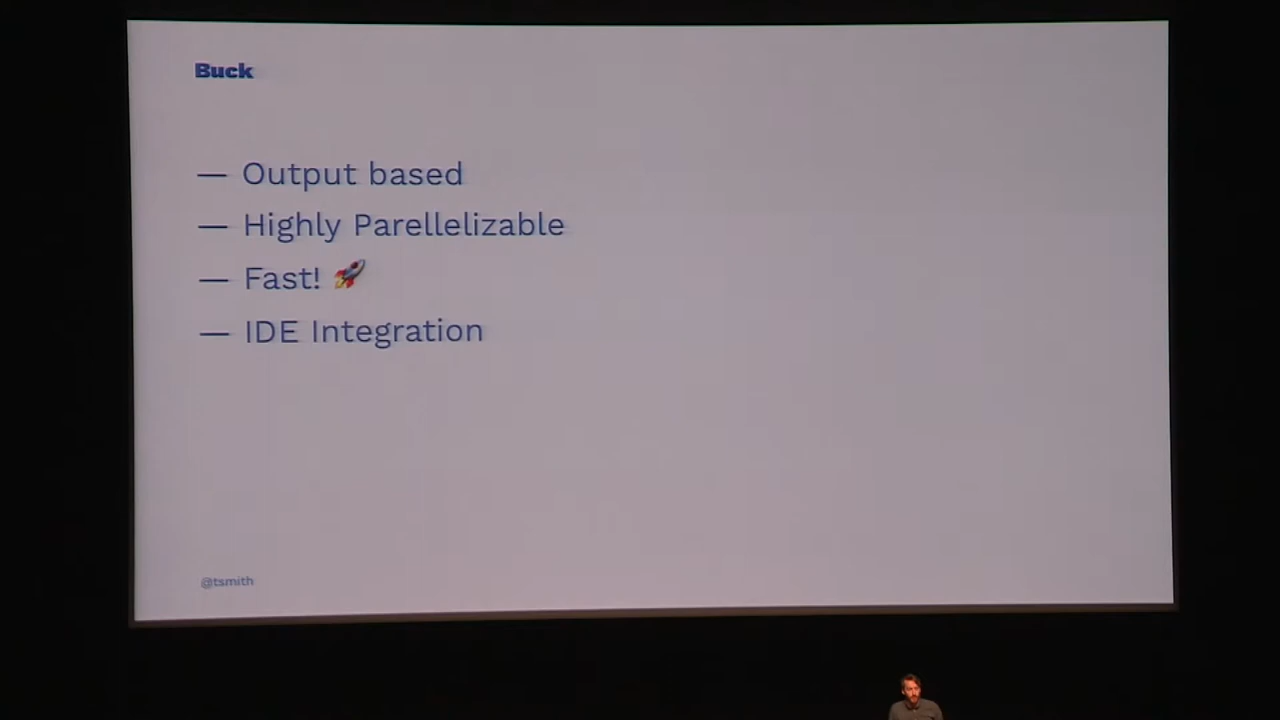 Buck
— Output based
— Highly Parellelizable
— Fast! 🚀
— IDE Integration
@tsmith